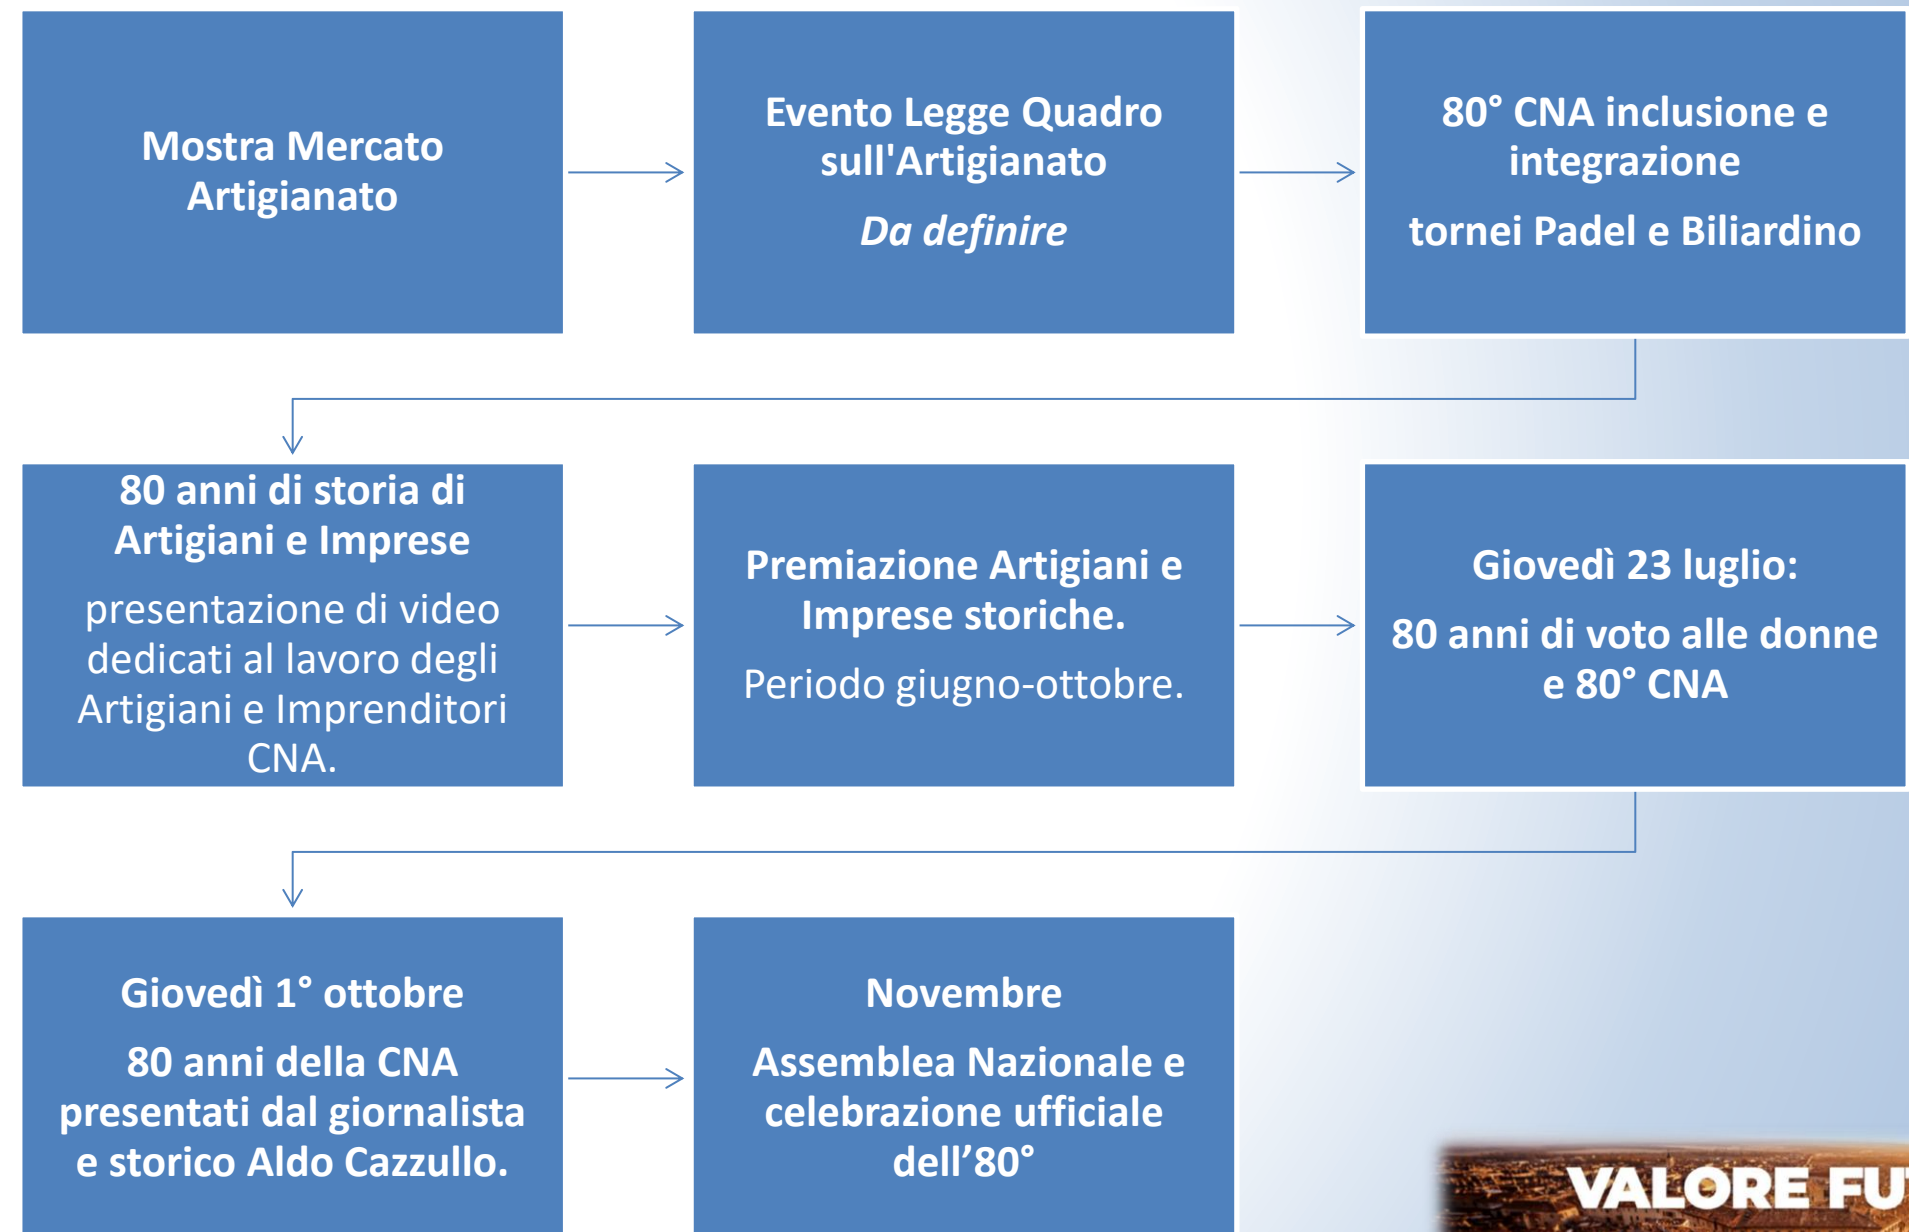 Mostra Mercato
Artigianato
Evento Legge Quadro
sull'Artigianato
Da definire
80° CNA inclusione e
integrazione
tornei Padel e Biliardino
80 anni di storia di
Artigiani e Imprese
presentazione di video
dedicati al lavoro degli
Artigiani e Imprenditori
CNA.
Premiazione Artigiani e
Imprese storiche.
Periodo giugno-ottobre.
Giovedì 23 luglio:
80 anni di voto alle donne
e 80° CNA
Giovedì 1° ottobre
80 anni della CNA
presentati dal giornalista
e storico Aldo Cazzullo.
Novembre
Assemblea Nazionale e
celebrazione ufficiale
dell’80°
VALORE